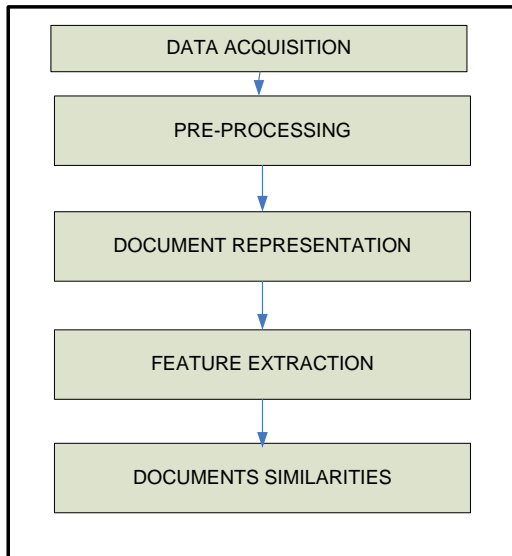 DATA ACQUISITION
PRE-PROCESSING
DOCUMENT REPRESENTATION
FEATURE EXTRACTION
DOCUMENTS SIMILARITIES